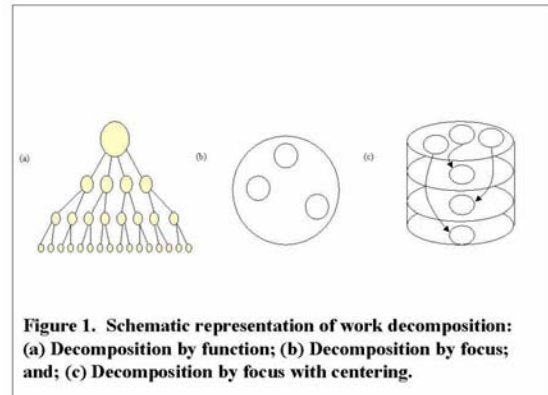 (a)
(b)
(c)
Figure 1.  Schematic representation of work decomposition:
(a) Decomposition by function; (b) Decomposition by focus;
and; (c) Decomposition by focus with centering.